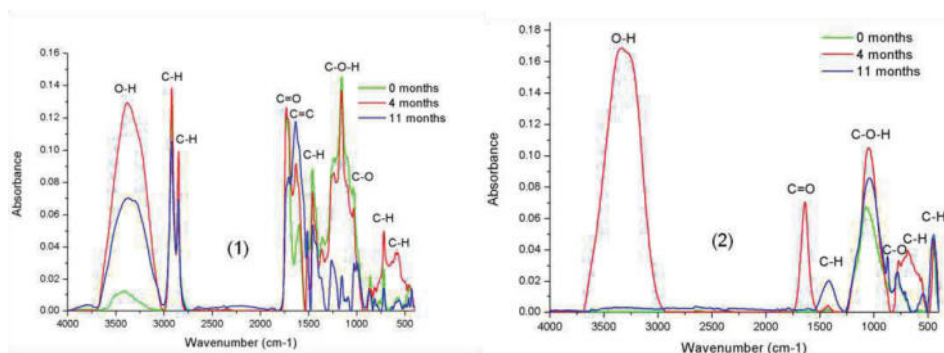 0.16
0.14
0.12
0.10
0.08
0.06
0.04
0.02
0.00
Absorbance
O-H
C-H
C-H
C=O
C=C
C-H
C-O-H
C-O
C-H
C-H
0 months
4 months
11 months
(1)
4000 3500 3000 2500 2000 1500 1000 500
Wavenumber (cm-1)
0.18
0.16
0.14
0.12
0.10
0.08
0.06
0.04
0.02
0.00
Absorbance
O-H
C=O
C-H
C-O-H
C-O
C-H
C-H
0 months
4 months
11 months
(2)
4000 3500 3000 2500 2000 1500 1000 500
Wavenumber (cm-1)